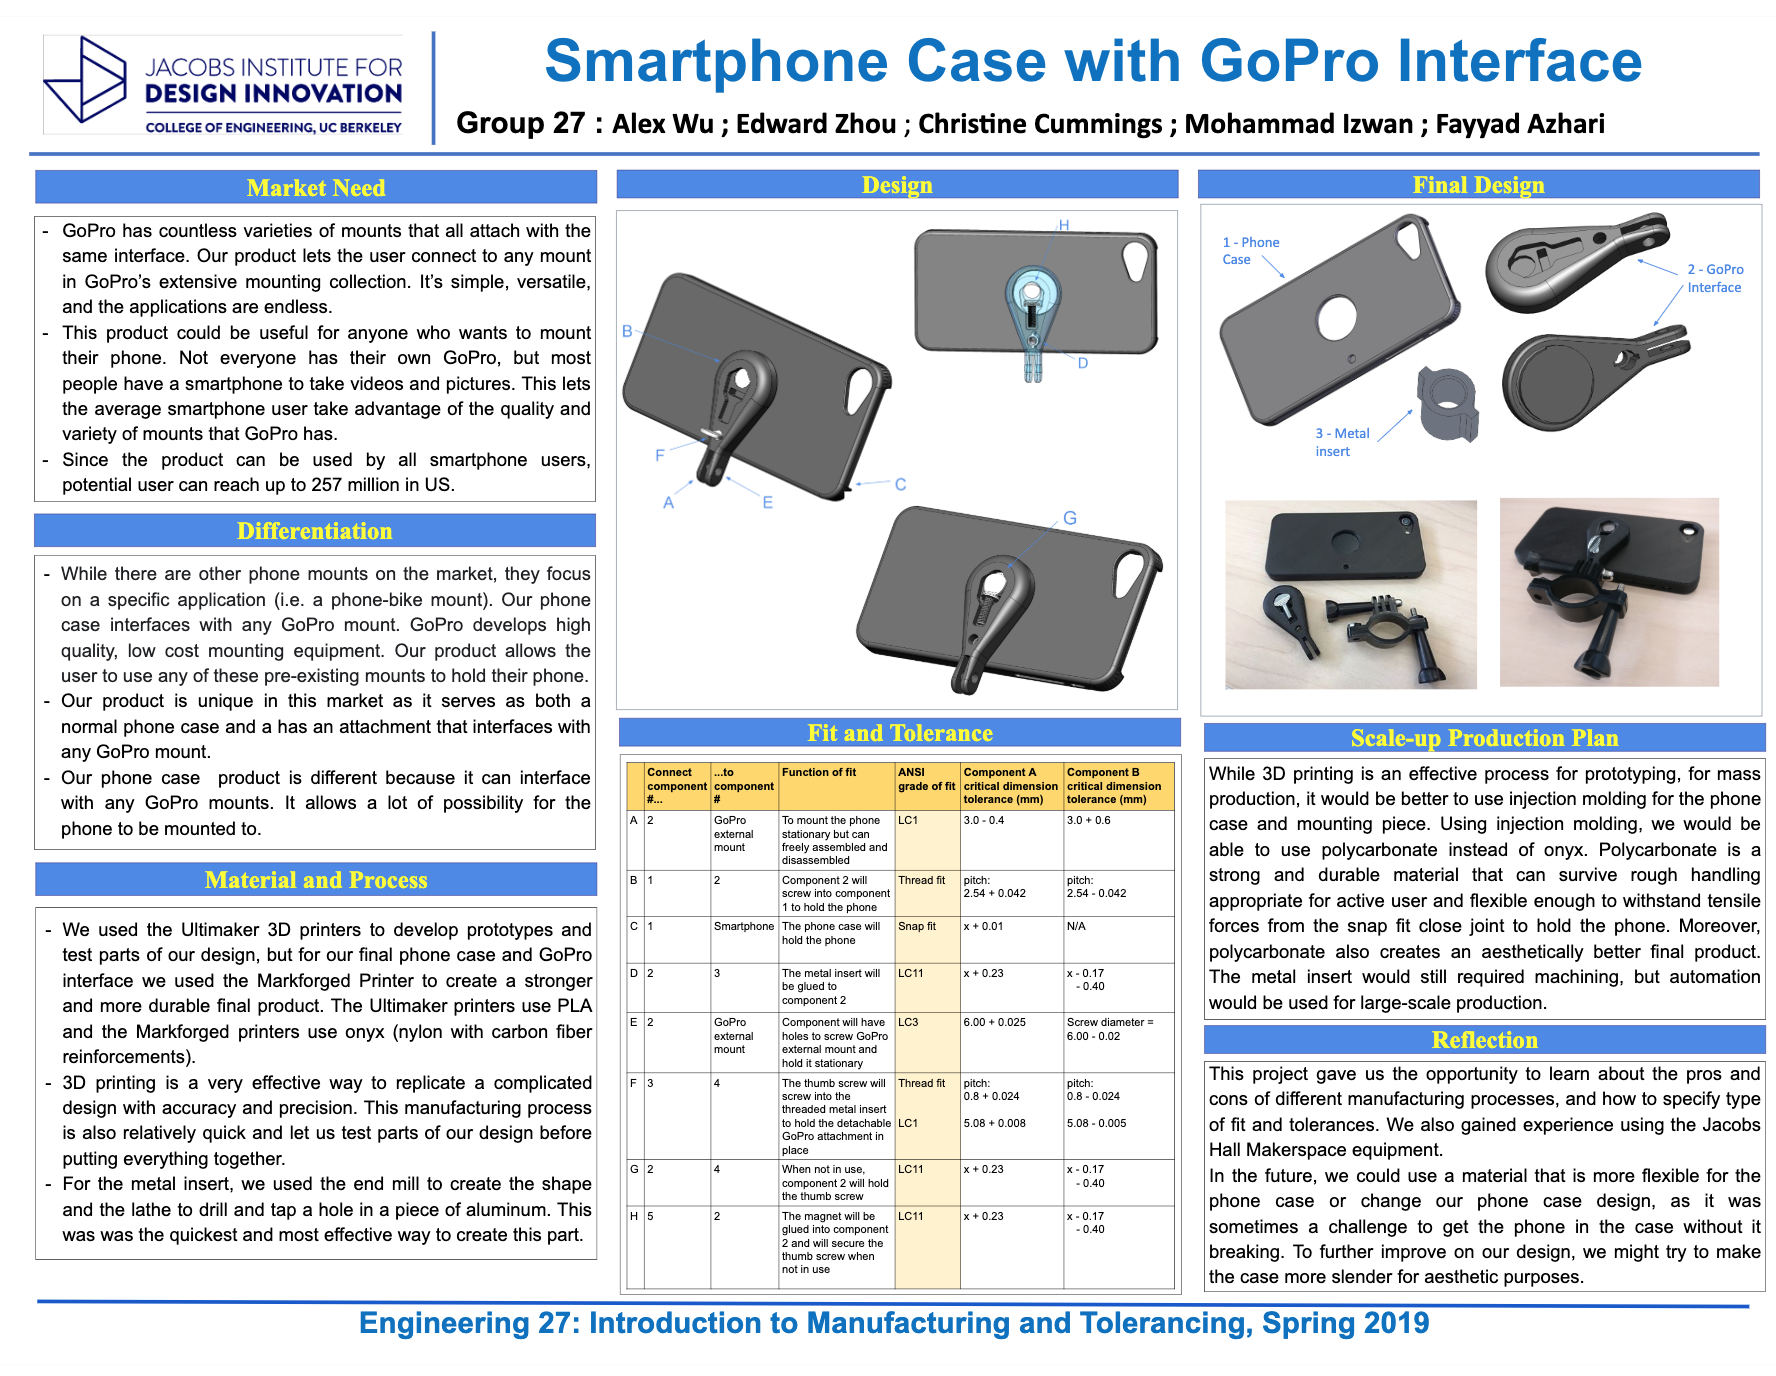 JACOBS INSTITUTE FOR
DESIGN INNOVATION
COLLEGE OF ENGINEERING, UC BERKELEY
Smartphone Case with GoPro Interface
Group 27 : Alex Wu ; Edward Zhou ; Christine Cummings ; Mohammad Izwan ; Fayyad Azhari
Market Need
- GoPro has countless varieties of mounts that all attach with the
same interface. Our product lets the user connect to any mount
in GoPro's extensive mounting collection. It's simple, versatile,
and the applications are endless.
- This product could be useful for anyone who wants to mount
their phone. Not everyone has their own GoPro, but most
people have a smartphone to take videos and pictures. This lets
the average smartphone user take advantage of the quality and
variety of mounts that GoPro has.
- Since the product can be used by all smartphone users,
potential user can reach up to 257 million in US.
Differentiation
- While there are other phone mounts on the market, they focus
on a specific application (i.e. a phone-bike mount). Our phone
case interfaces with any GoPro mount. GoPro develops high
quality, low cost mounting equipment. Our product allows the
user to use any of these pre-existing mounts to hold their phone.
- Our product is unique in this market as it serves as both a
normal phone case and a has an attachment that interfaces with
any GoPro mount.
- Our phone case product is different because it can interface
with any GoPro mounts. It allows a lot of possibility for the
phone to be mounted to.
Material and Process
- We used the Ultimaker 3D printers to develop prototypes and
test parts of our design, but for our final phone case and GoPro
interface we used the Markforged Printer to create a stronger
and more durable final product. The Ultimaker printers use PLA
and the Markforged printers use onyx (nylon with carbon fiber
reinforcements).
- 3D printing is a very effective way to replicate a complicated
design with accuracy and precision. This manufacturing process
is also relatively quick and let us test parts of our design before
putting everything together.
- For the metal insert, we used the end mill to create the shape
and the lathe to drill and tap a hole in a piece of aluminum. This
was was the quickest and most effective way to create this part.
Design
H
B
D
F
A
E
C
G
Fit and Tolerance
Connect component #... | ...to component # | Function of fit | ANSI grade of fit | Component A critical dimension tolerance (mm) | Component B critical dimension tolerance (mm)
A | 2 | GoPro external mount | To mount the phone stationary but can freely assembled and disassembled | LC1 | 3.0 - 0.4 | 3.0 + 0.6
B | 1 | 2 | Component 2 will screw into component 1 to hold the phone | Thread fit | pitch: 2.54 + 0.042 | pitch: 2.54 - 0.042
C | 1 | Smartphone | The phone case will hold the phone | Snap fit | x + 0.01 | N/A
D | 2 | 3 | The metal insert will be glued to component 2 | LC11 | x + 0.23 | x - 0.17 - 0.40
E | 2 | GoPro external mount | Component will have holes to screw GoPro external mount and hold it stationary | LC3 | 6.00 + 0.025 | Screw diameter = 6.00 - 0.02
F | 3 | 4 | The thumb screw will screw into the threaded metal insert to hold the detachable GoPro attachment in place | Thread fit LC1 | pitch: 0.8 + 0.024 5.08 + 0.008 | pitch: 0.8 - 0.024 5.08 - 0.005
G | 2 | 4 | When not in use, component 2 will hold the thumb screw | LC11 | x + 0.23 | x - 0.17 - 0.40
H | 5 | 2 | The magnet will be glued into component 2 and will secure the thumb screw when not in use | LC11 | x + 0.23 | x - 0.17 - 0.40
Final Design
1 - Phone
Case
2 - GoPro
Interface
3 - Metal
insert
Scale-up Production Plan
While 3D printing is an effective process for prototyping, for mass
production, it would be better to use injection molding for the phone
case and mounting piece. Using injection molding, we would be
able to use polycarbonate instead of onyx. Polycarbonate is a
strong and durable material that can survive rough handling
appropriate for active user and flexible enough to withstand tensile
forces from the snap fit close joint to hold the phone. Moreover,
polycarbonate also creates an aesthetically better final product.
The metal insert would still required machining, but automation
would be used for large-scale production.
Reflection
This project gave us the opportunity to learn about the pros and
cons of different manufacturing processes, and how to specify type
of fit and tolerances. We also gained experience using the Jacobs
Hall Makerspace equipment.
In the future, we could use a material that is more flexible for the
phone case or change our phone case design, as it was
sometimes a challenge to get the phone in the case without it
breaking. To further improve on our design, we might try to make
the case more slender for aesthetic purposes.
Engineering 27: Introduction to Manufacturing and Tolerancing, Spring 2019